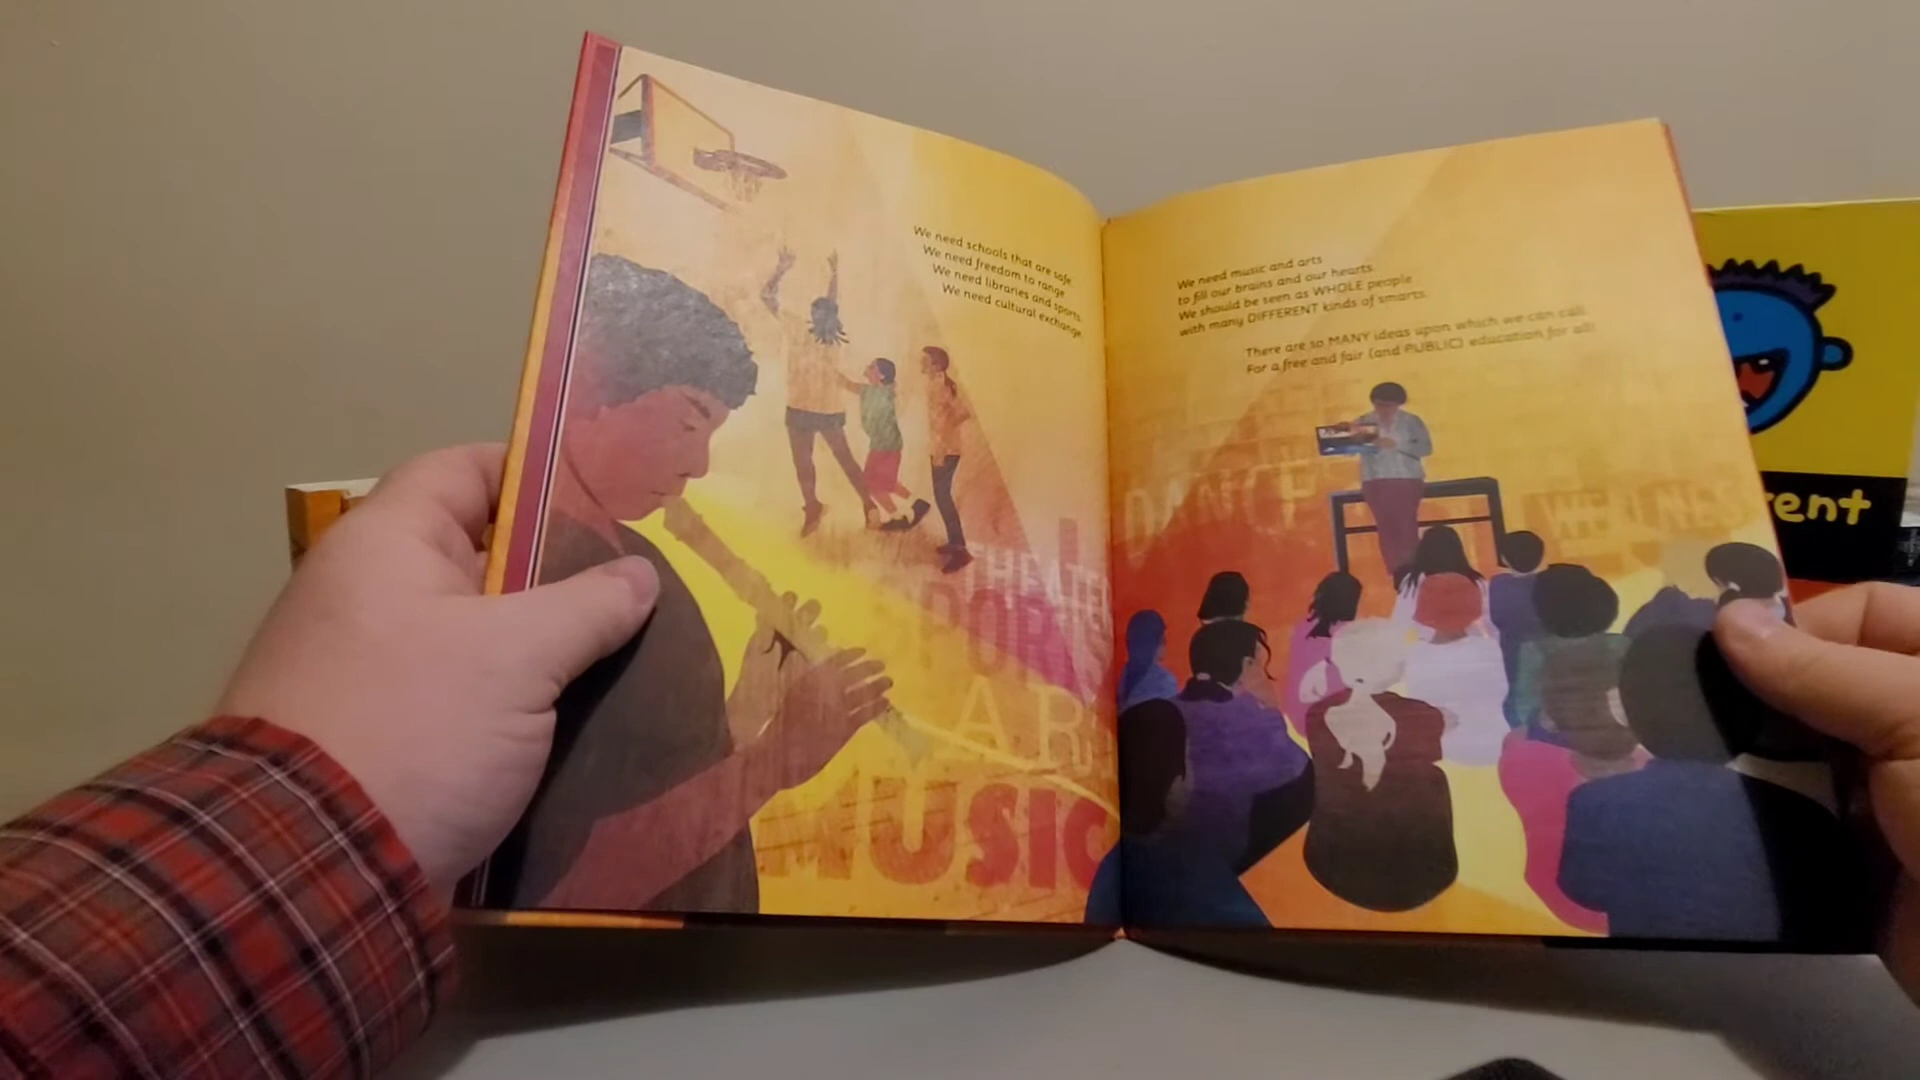 We need schools that are safe.
We need freedom to range
We need libraries and sports.
We need cultural exchange.
THEATER
SPORTS
ART
MUSIC
We need music and arts
to fill our brains and our hearts.
We should be seen as WHOLE people
with many DIFFERENT kinds of smarts.
There are so MANY ideas upon which we can call
For a free and fair (and PUBLIC) education for all!
DANCE
WELLNESS
rent